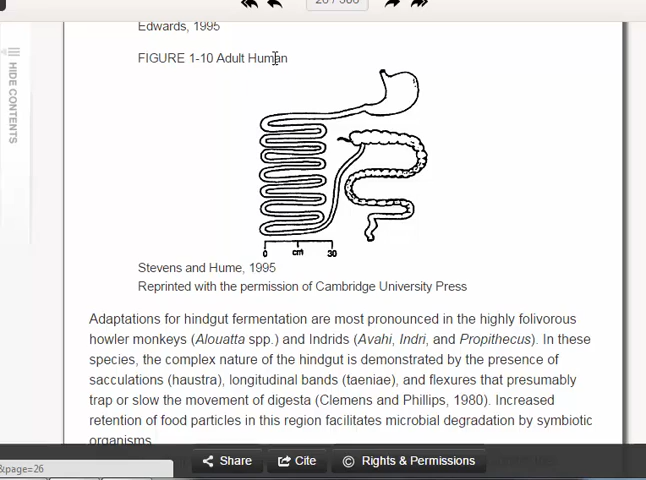 Edwards, 1995
FIGURE 1-10 Adult Human
HIDE CONTENTS
0 cm 30
Stevens and Hume, 1995
Reprinted with the permission of Cambridge University Press
Adaptations for hindgut fermentation are most pronounced in the highly folivorous
howler monkeys (Alouatta spp.) and Indrids (Avahi, Indri, and Propithecus). In these
species, the complex nature of the hindgut is demonstrated by the presence of
sacculations (haustra), longitudinal bands (taeniae), and flexures that presumably
trap or slow the movement of digesta (Clemens and Phillips, 1980). Increased
retention of food particles in this region facilitates microbial degradation by symbiotic
organisms
Share Cite © Rights & Permissions
&page=26